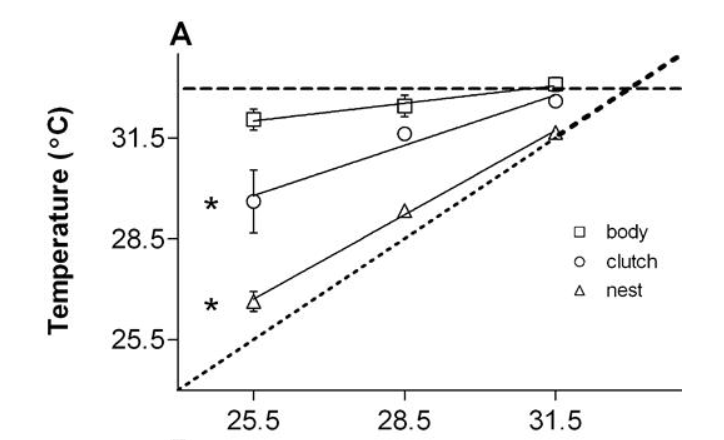 A
Temperature (°C)
31.5
28.5
25.5
*
*
body
clutch
nest
25.5 28.5 31.5